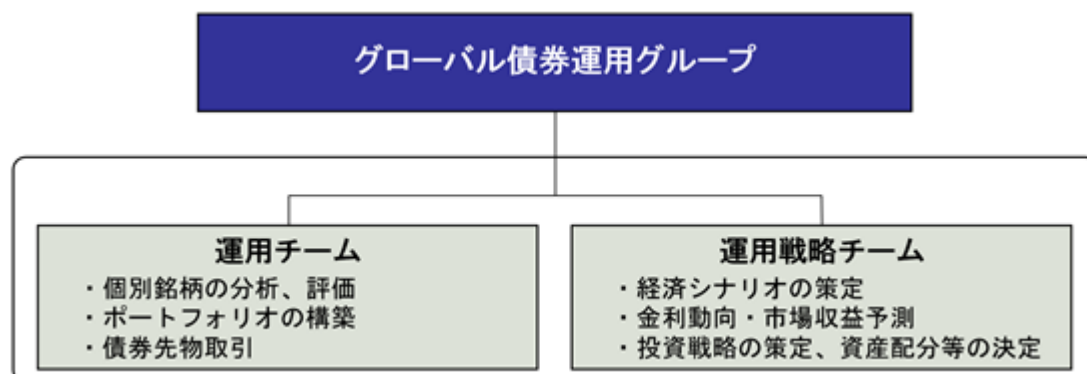 グローバル債券運用グループ
運用チーム
・個別銘柄の分析、評価
・ポートフォリオの構築
・債券先物取引
運用戦略チーム
・経済シナリオの策定
・金利動向・市場収益予測
・投資戦略の策定、資産配分等の決定